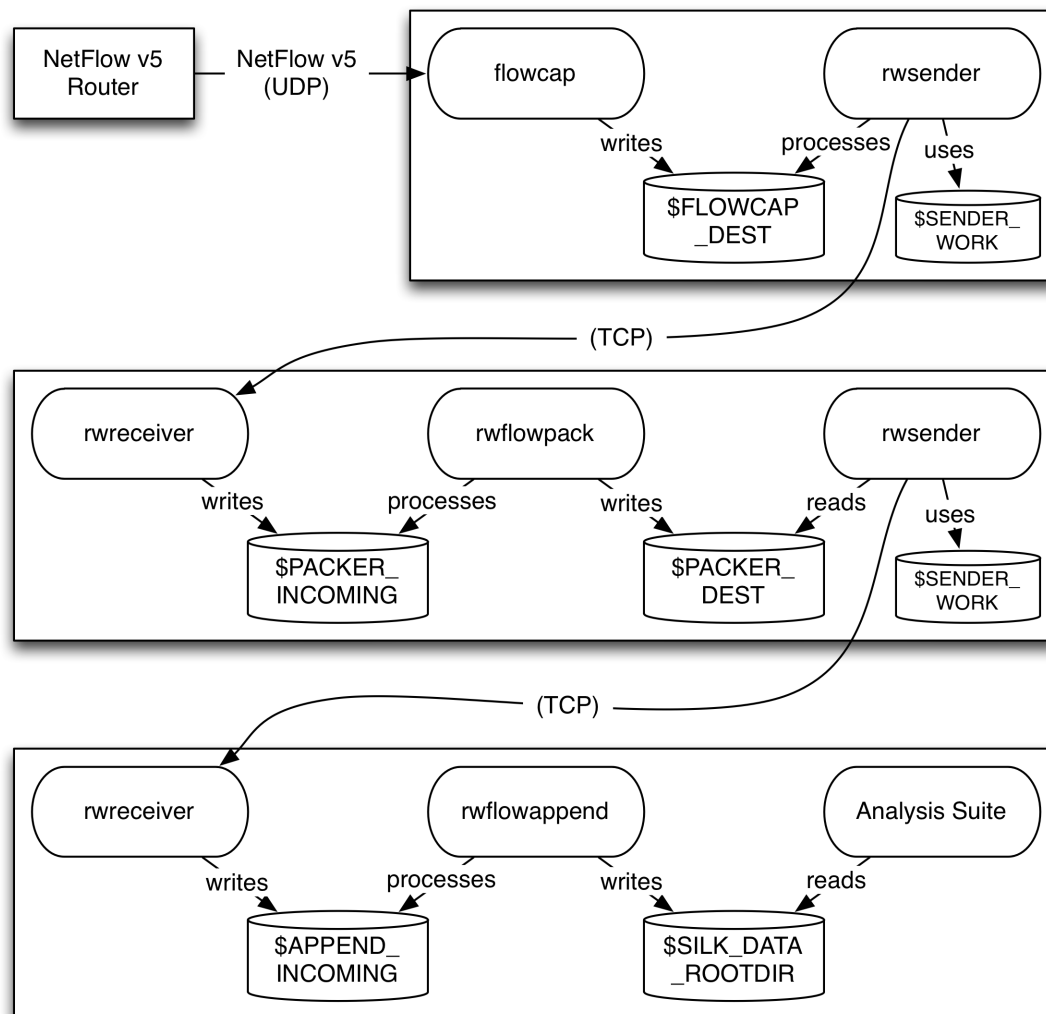 NetFlow v5
Router
NetFlow v5
(UDP)
flowcap
rwsender
writes
processes
uses
$FLOWCAP
_DEST
$SENDER_
WORK
(TCP)
rwreceiver
rwflowpack
rwsender
writes
processes
writes
reads
uses
$PACKER_
INCOMING
$PACKER_
DEST
$SENDER_
WORK
(TCP)
rwreceiver
rwflowappend
Analysis Suite
writes
processes
writes
reads
$APPEND_
INCOMING
$SILK_DATA
_ROOTDIR